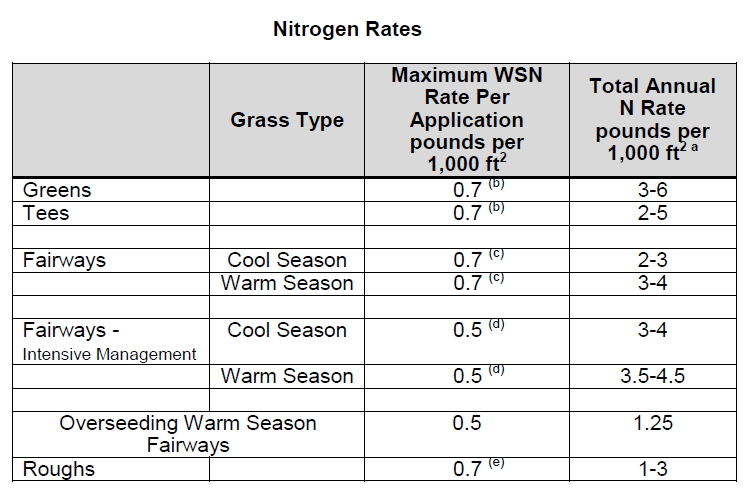 Nitrogen Rates
Grass Type
Maximum WSN
Rate Per
Application
pounds per
1,000 ft2
Total Annual
N Rate
pounds per
1,000 ft2 a
Greens 0.7 (b) 3-6
Tees 0.7 (b) 2-5
Fairways Cool Season 0.7 (c) 2-3
Warm Season 0.7 (c) 3-4
Fairways - Cool Season 0.5 (d) 3-4
Intensive Management
Warm Season 0.5 (d) 3.5-4.5
Overseeding Warm Season 0.5 1.25
Fairways
Roughs 0.7 (e) 1-3